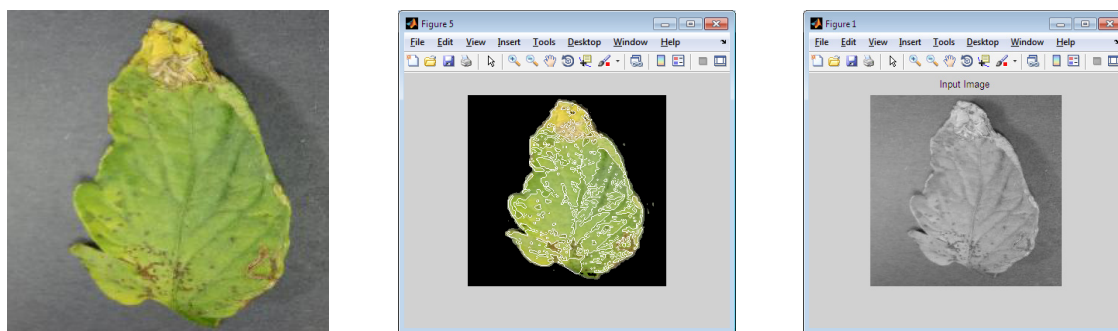 Figure 5
File Edit View Insert Tools Desktop Window Help
Figure 1
File Edit View Insert Tools Desktop Window Help
Input Image